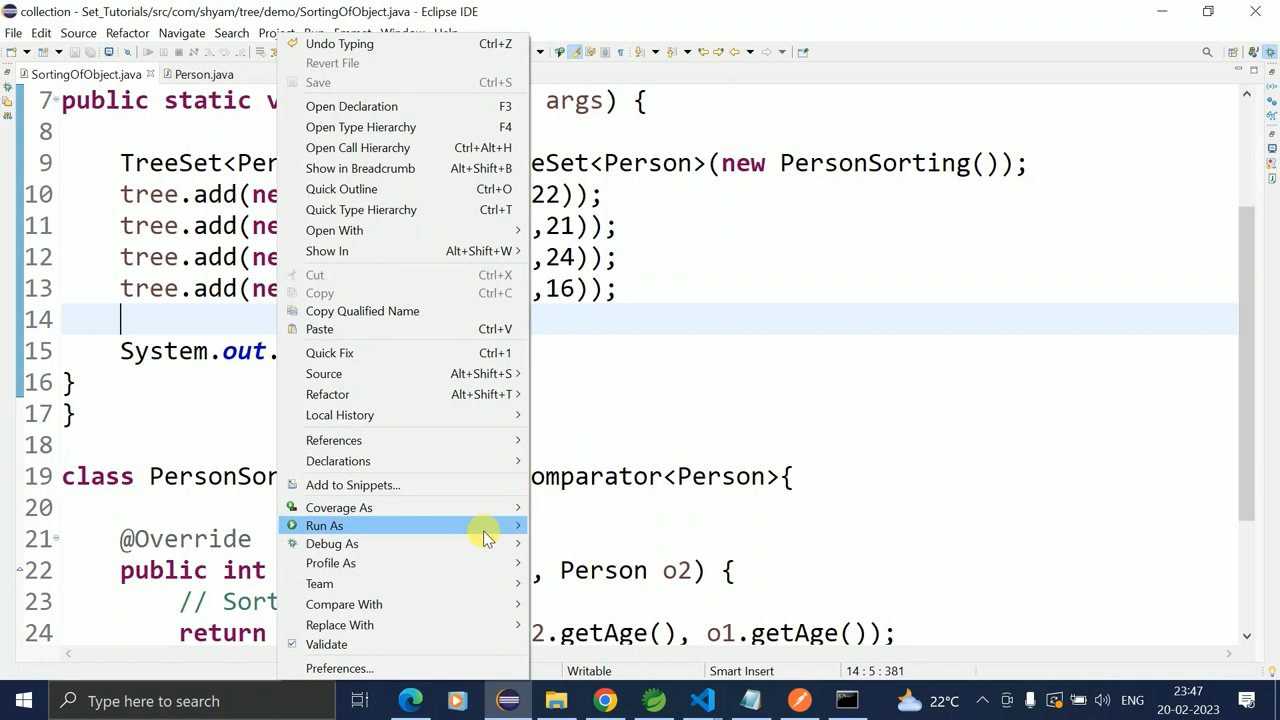 collection - Set_Tutorials/src/com/shyam/tree/demo/SortingOfObject.java - Eclipse IDE
File Edit Source Refactor Navigate Search
SortingOfObject.java Person.java
7 public static v args) {
8
9 TreeSet<Per eSet<Person>(new PersonSorting());
10 tree.add(ne 22));
11 tree.add(ne ,21));
12 tree.add(ne ,24));
13 tree.add(ne ,16));
14
15 System.out.
16 }
17 }
18
19 class PersonSor omparator<Person>{
20
21 @Override
22 public int , Person o2) {
23 // Sort
24 return 2.getAge(), o1.getAge());
Undo Typing Ctrl+Z
Revert File
Save Ctrl+S
Open Declaration F3
Open Type Hierarchy F4
Open Call Hierarchy Ctrl+Alt+H
Show in Breadcrumb Alt+Shift+B
Quick Outline Ctrl+O
Quick Type Hierarchy Ctrl+T
Open With
Show In Alt+Shift+W
Cut Ctrl+X
Copy Ctrl+C
Copy Qualified Name
Paste Ctrl+V
Quick Fix Ctrl+1
Source Alt+Shift+S
Refactor Alt+Shift+T
Local History
References
Declarations
Add to Snippets...
Coverage As
Run As
Debug As
Profile As
Team
Compare With
Replace With
Validate
Preferences...
Writable Smart Insert 14 : 5 : 381
Type here to search 22°C ENG 23:47
20-02-2023